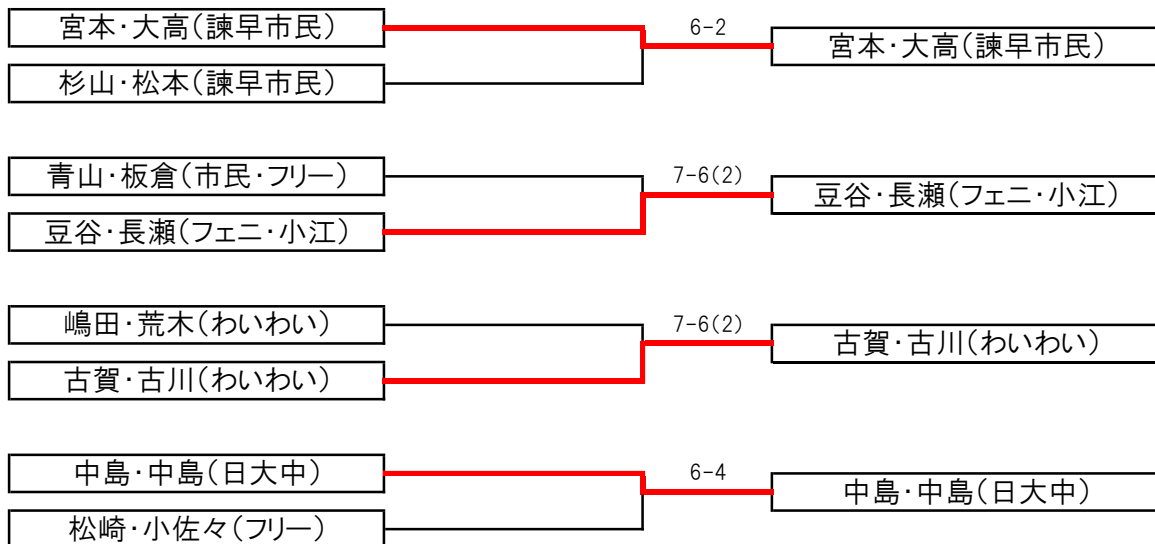 宮本・大高(諫早市民)
6-2
宮本・大高(諫早市民)
杉山・松本(諫早市民)
青山・板倉(市民・フリー)
7-6(2)
豆谷・長瀬(フェニ・小江)
豆谷・長瀬(フェニ・小江)
嶋田・荒木(わいわい)
7-6(2)
古賀・古川(わいわい)
古賀・古川(わいわい)
中島・中島(日大中)
6-4
中島・中島(日大中)
松崎・小佐々(フリー)